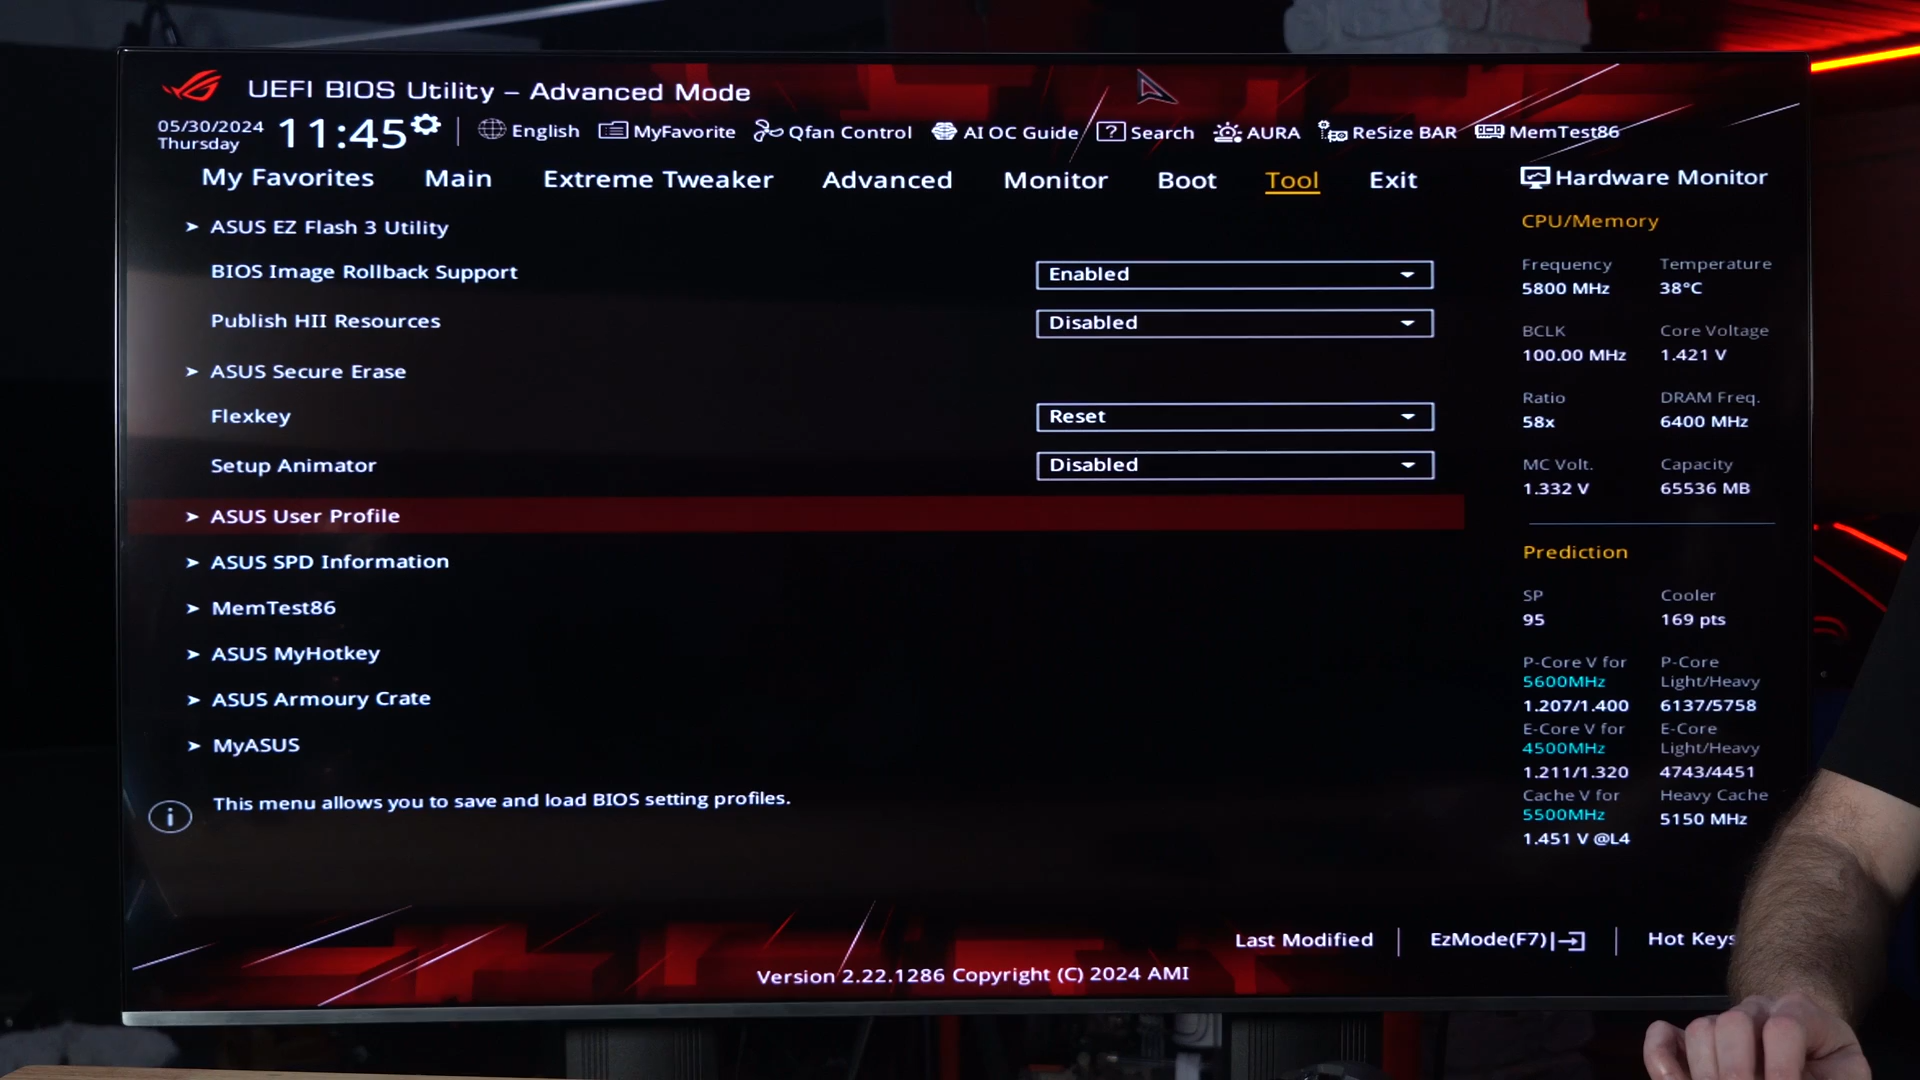 UEFI BIOS Utility – Advanced Mode
05/30/2024
Thursday
11:45
English
MyFavorite
Qfan Control
AI OC Guide
? Search
AURA
ReSize BAR
MemTest86
My Favorites
Main
Extreme Tweaker
Advanced
Monitor
Boot
Tool
Exit
ASUS EZ Flash 3 Utility
BIOS Image Rollback Support
Enabled
Publish HII Resources
Disabled
ASUS Secure Erase
Flexkey
Reset
Setup Animator
Disabled
ASUS User Profile
ASUS SPD Information
MemTest86
ASUS MyHotkey
ASUS Armoury Crate
MyASUS
i
This menu allows you to save and load BIOS setting profiles.
Hardware Monitor
CPU/Memory
Frequency
5800 MHz
Temperature
38°C
BCLK
100.00 MHz
Core Voltage
1.421 V
Ratio
58x
DRAM Freq.
6400 MHz
MC Volt.
1.332 V
Capacity
65536 MB
Prediction
SP
95
Cooler
169 pts
P-Core V for
5600MHz
1.207/1.400
P-Core
Light/Heavy
6137/5758
E-Core V for
4500MHz
1.211/1.320
E-Core
Light/Heavy
4743/4451
Cache V for
5500MHz
1.451 V @L4
Heavy Cache
5150 MHz
Last Modified
EzMode(F7)
Hot Keys
Version 2.22.1286 Copyright (C) 2024 AMI